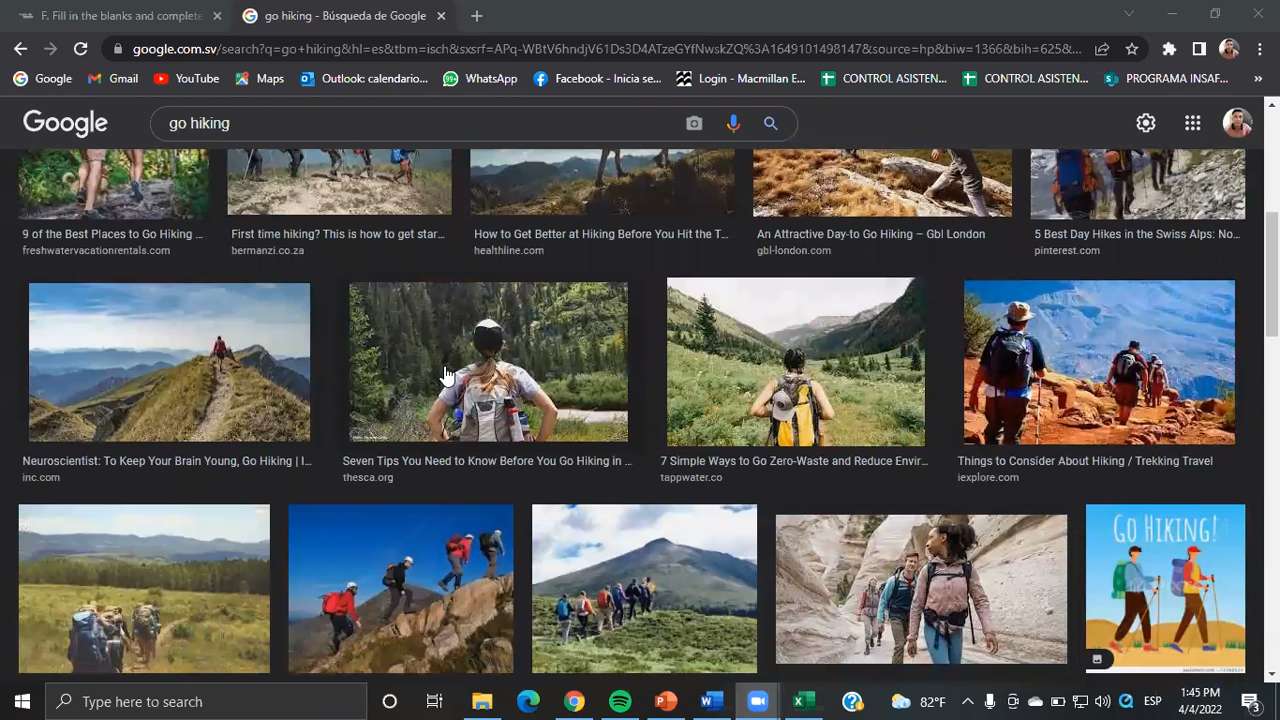 F. Fill in the blanks and complete
go hiking - Búsqueda de Google
google.com.sv/search?q=go+hiking&hl=es&tbm=isch&sxsrf=APq-WBtV6hndjV61Ds3D4ATzeGYfNwskZQ%3A1649101498147&source=hp&biw=1366&bih=625&...
Google
Gmail
YouTube
Maps
Outlook: calendario...
WhatsApp
Facebook - Inicia se...
Login - Macmillan E...
CONTROL ASISTEN...
CONTROL ASISTEN...
PROGRAMA INSAF...
»
Google
go hiking
9 of the Best Places to Go Hiking ...
freshwatervacationrentals.com
First time hiking? This is how to get star...
bermanzi.co.za
How to Get Better at Hiking Before You Hit the T...
healthline.com
An Attractive Day-to Go Hiking – Gbl London
gbl-london.com
5 Best Day Hikes in the Swiss Alps: No...
pinterest.com
Neuroscientist: To Keep Your Brain Young, Go Hiking | I...
inc.com
Seven Tips You Need to Know Before You Go Hiking in ...
thesca.org
7 Simple Ways to Go Zero-Waste and Reduce Envir...
tappwater.co
Things to Consider About Hiking / Trekking Travel
iexplore.com
GO HIKING!
Type here to search
82°F
ESP
1:45 PM
4/4/2022
3